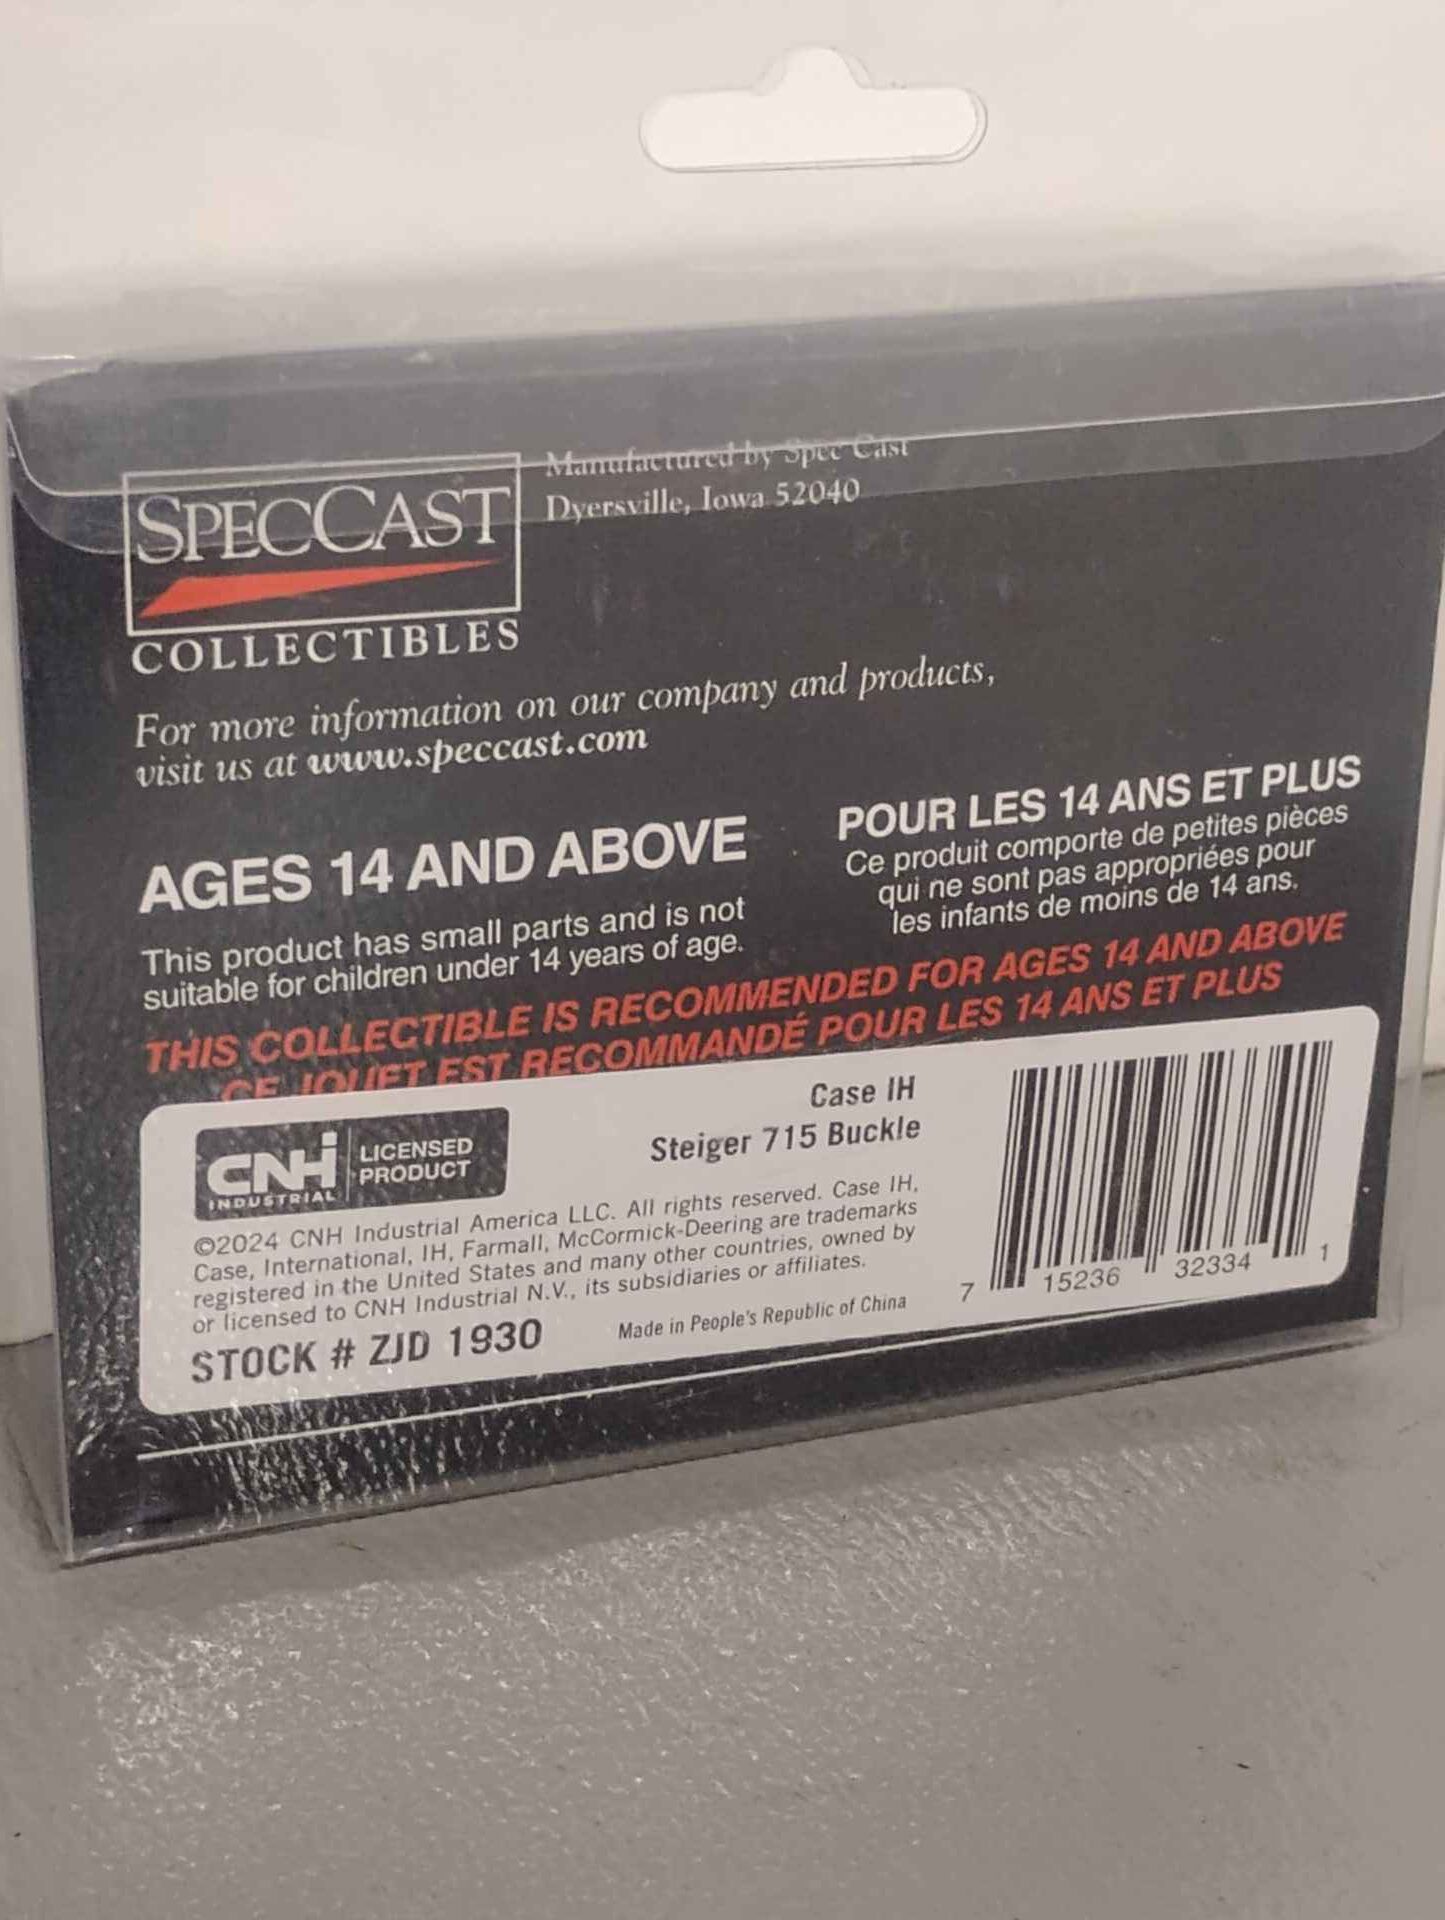 SPECCAST
COLLECTIBLES
Manufactured by Spec Cast
Dyersville, Iowa 52040
For more information on our company and products,
visit us at www.speccast.com
AGES 14 AND ABOVE
This product has small parts and is not
suitable for children under 14 years of age.
POUR LES 14 ANS ET PLUS
Ce produit comporte de petites pièces
qui ne sont pas appropriées pour
les infants de moins de 14 ans.
THIS COLLECTIBLE IS RECOMMENDED FOR AGES 14 AND ABOVE
CE JOUET EST RECOMMANDÉ POUR LES 14 ANS ET PLUS
CNH
INDUSTRIAL
LICENSED
PRODUCT
Case IH
Steiger 715 Buckle
©2024 CNH Industrial America LLC. All rights reserved. Case IH,
Case, International, IH, Farmall, McCormick-Deering are trademarks
registered in the United States and many other countries, owned by
or licensed to CNH Industrial N.V., its subsidiaries or affiliates.
STOCK # ZJD 1930
Made in People's Republic of China
7 15236 32334 1